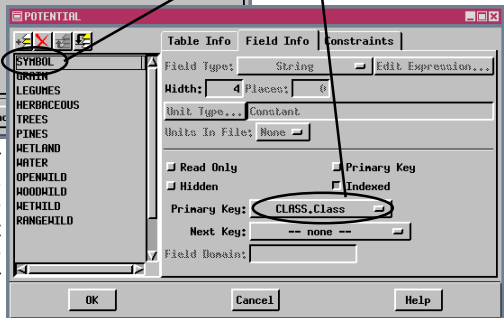 POTENTIAL
Table Info Field Info Constraints
SYMBOL
GRAIN
LEGUMES
HERBACEOUS
TREES
PINES
WETLAND
WATER
OPENWILD
WOODWILD
WETWILD
RANGEWILD
Field Type: String Edit Expression...
Width: 4 Places: 0
Unit Type... Constant
Units In File: None
Read Only Primary Key
Hidden Indexed
Primary Key: CLASS.Class
Next Key: -- none --
Field Domain:
OK Cancel Help